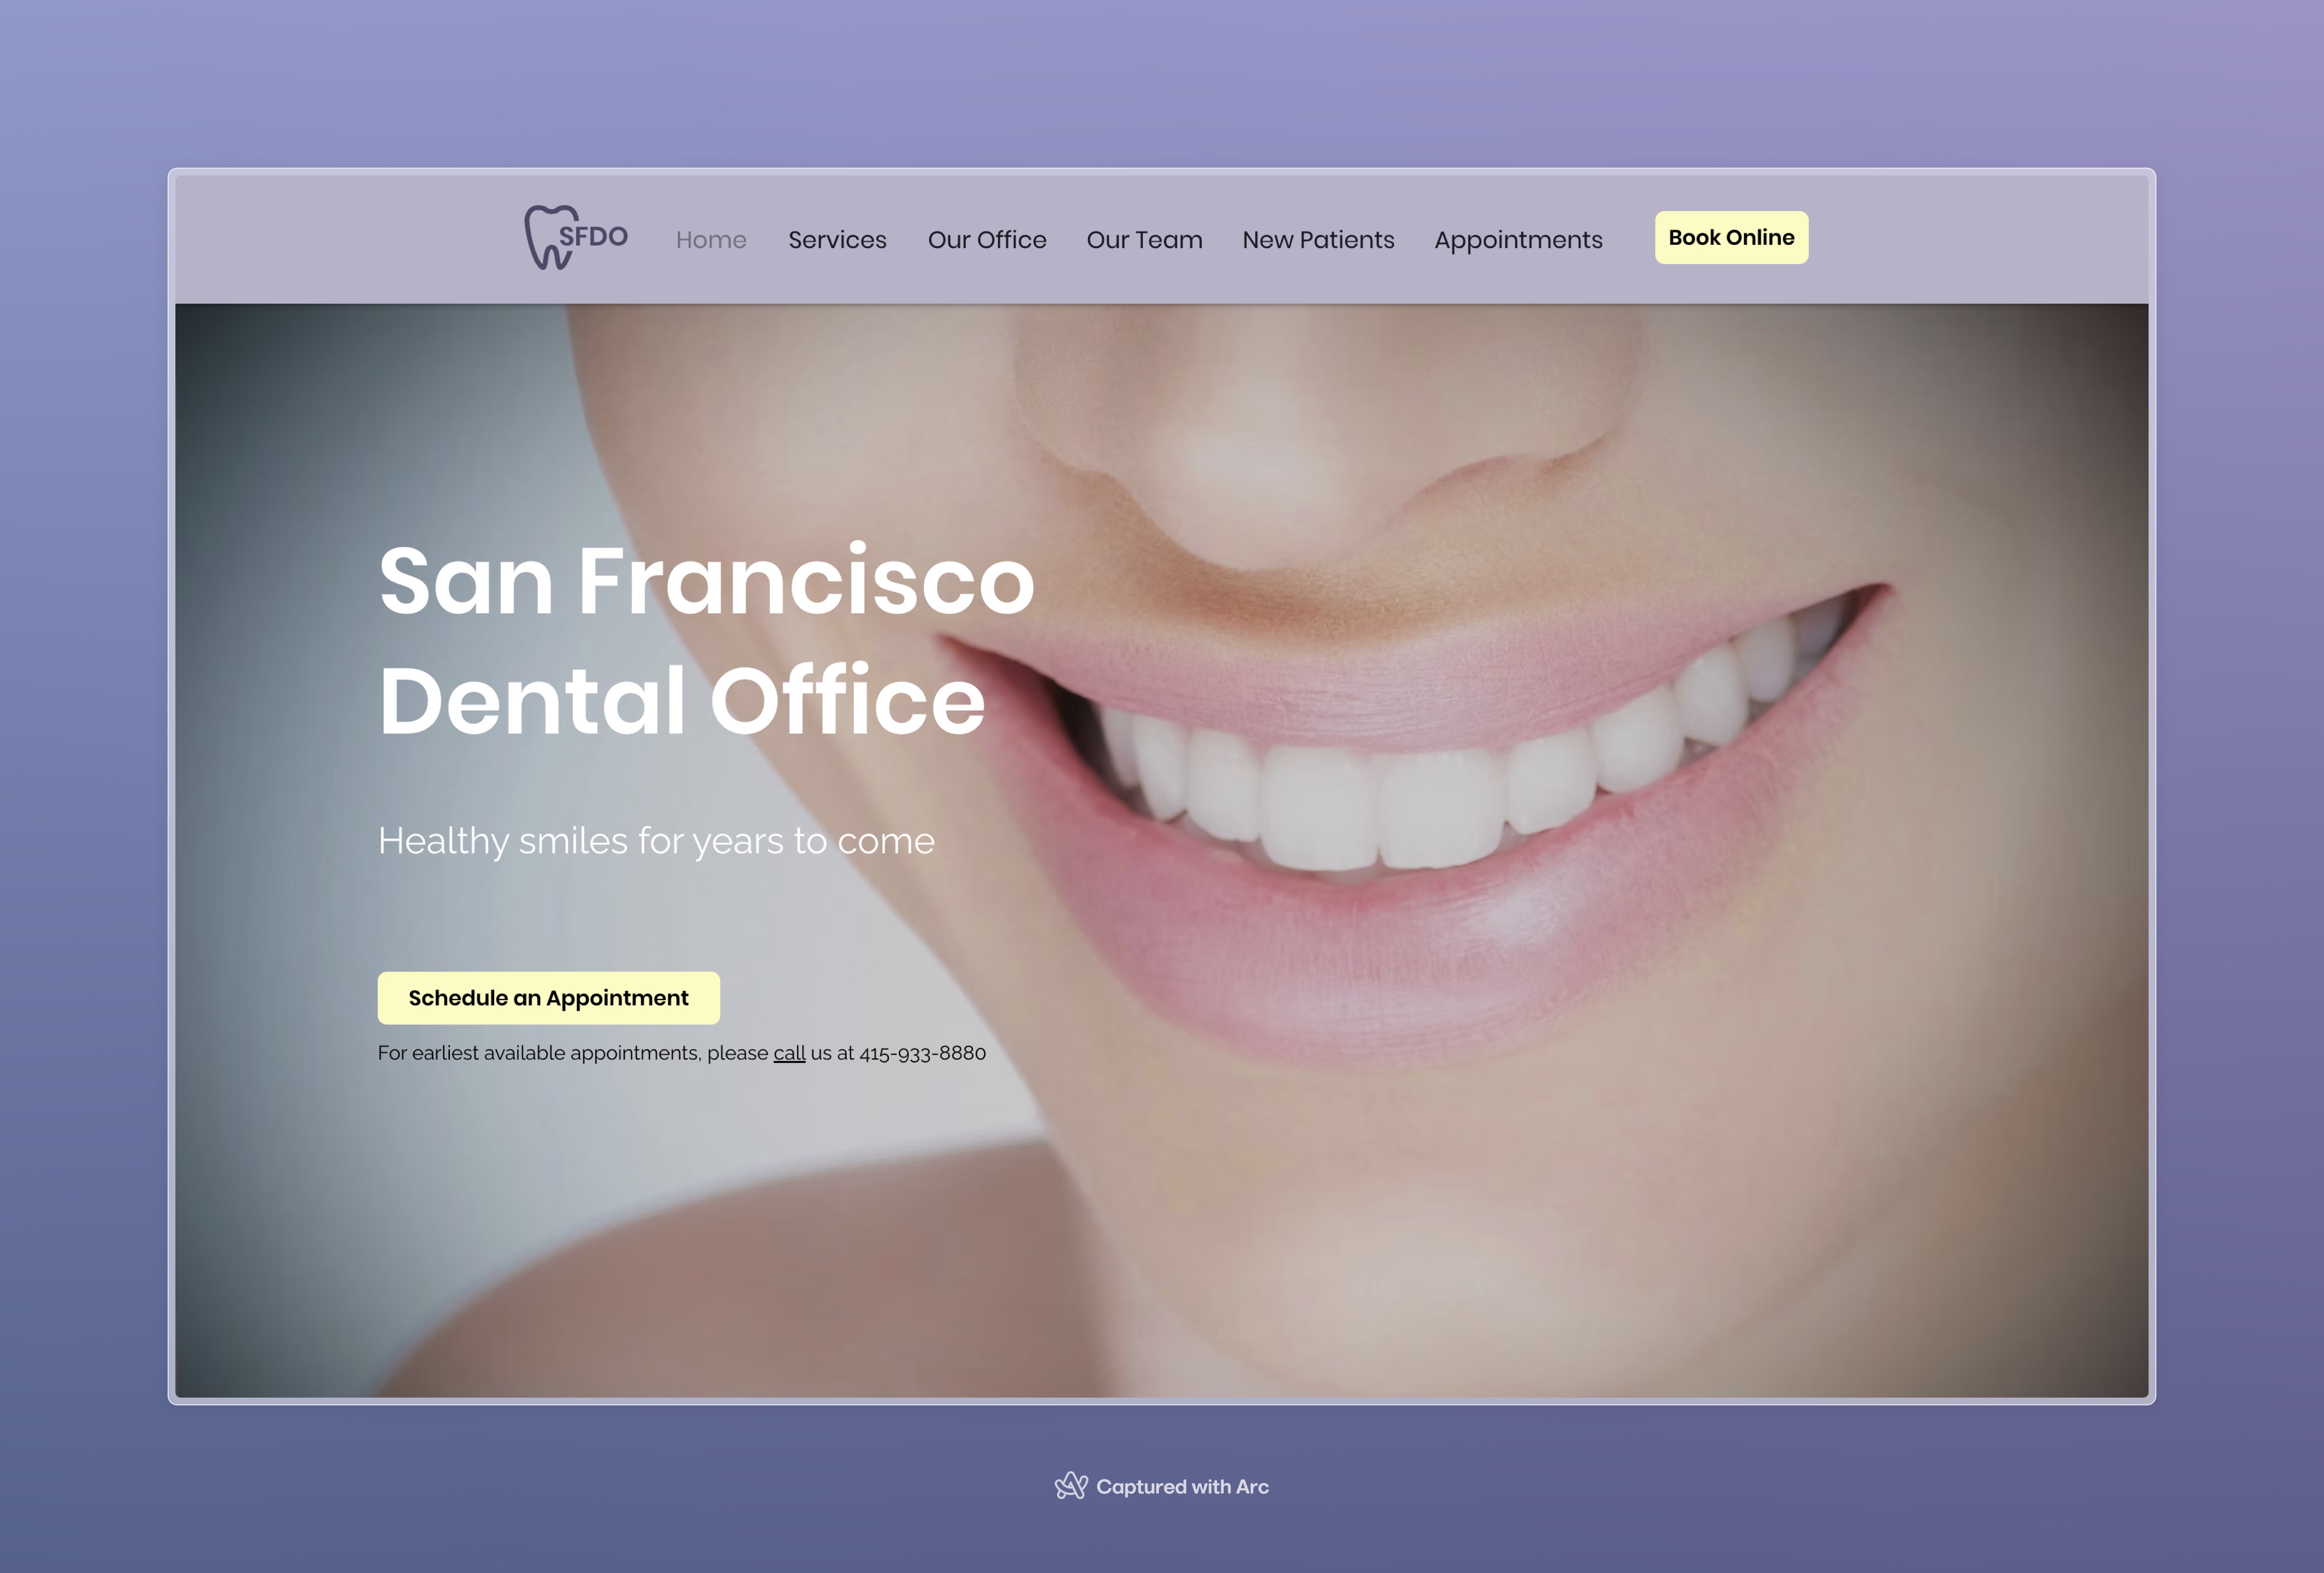 SFDO
Home Services Our Office Our Team New Patients Appointments Book Online
San Francisco
Dental Office
Healthy smiles for years to come
Schedule an Appointment
For earliest available appointments, please call us at 415-933-8880
Captured with Arc